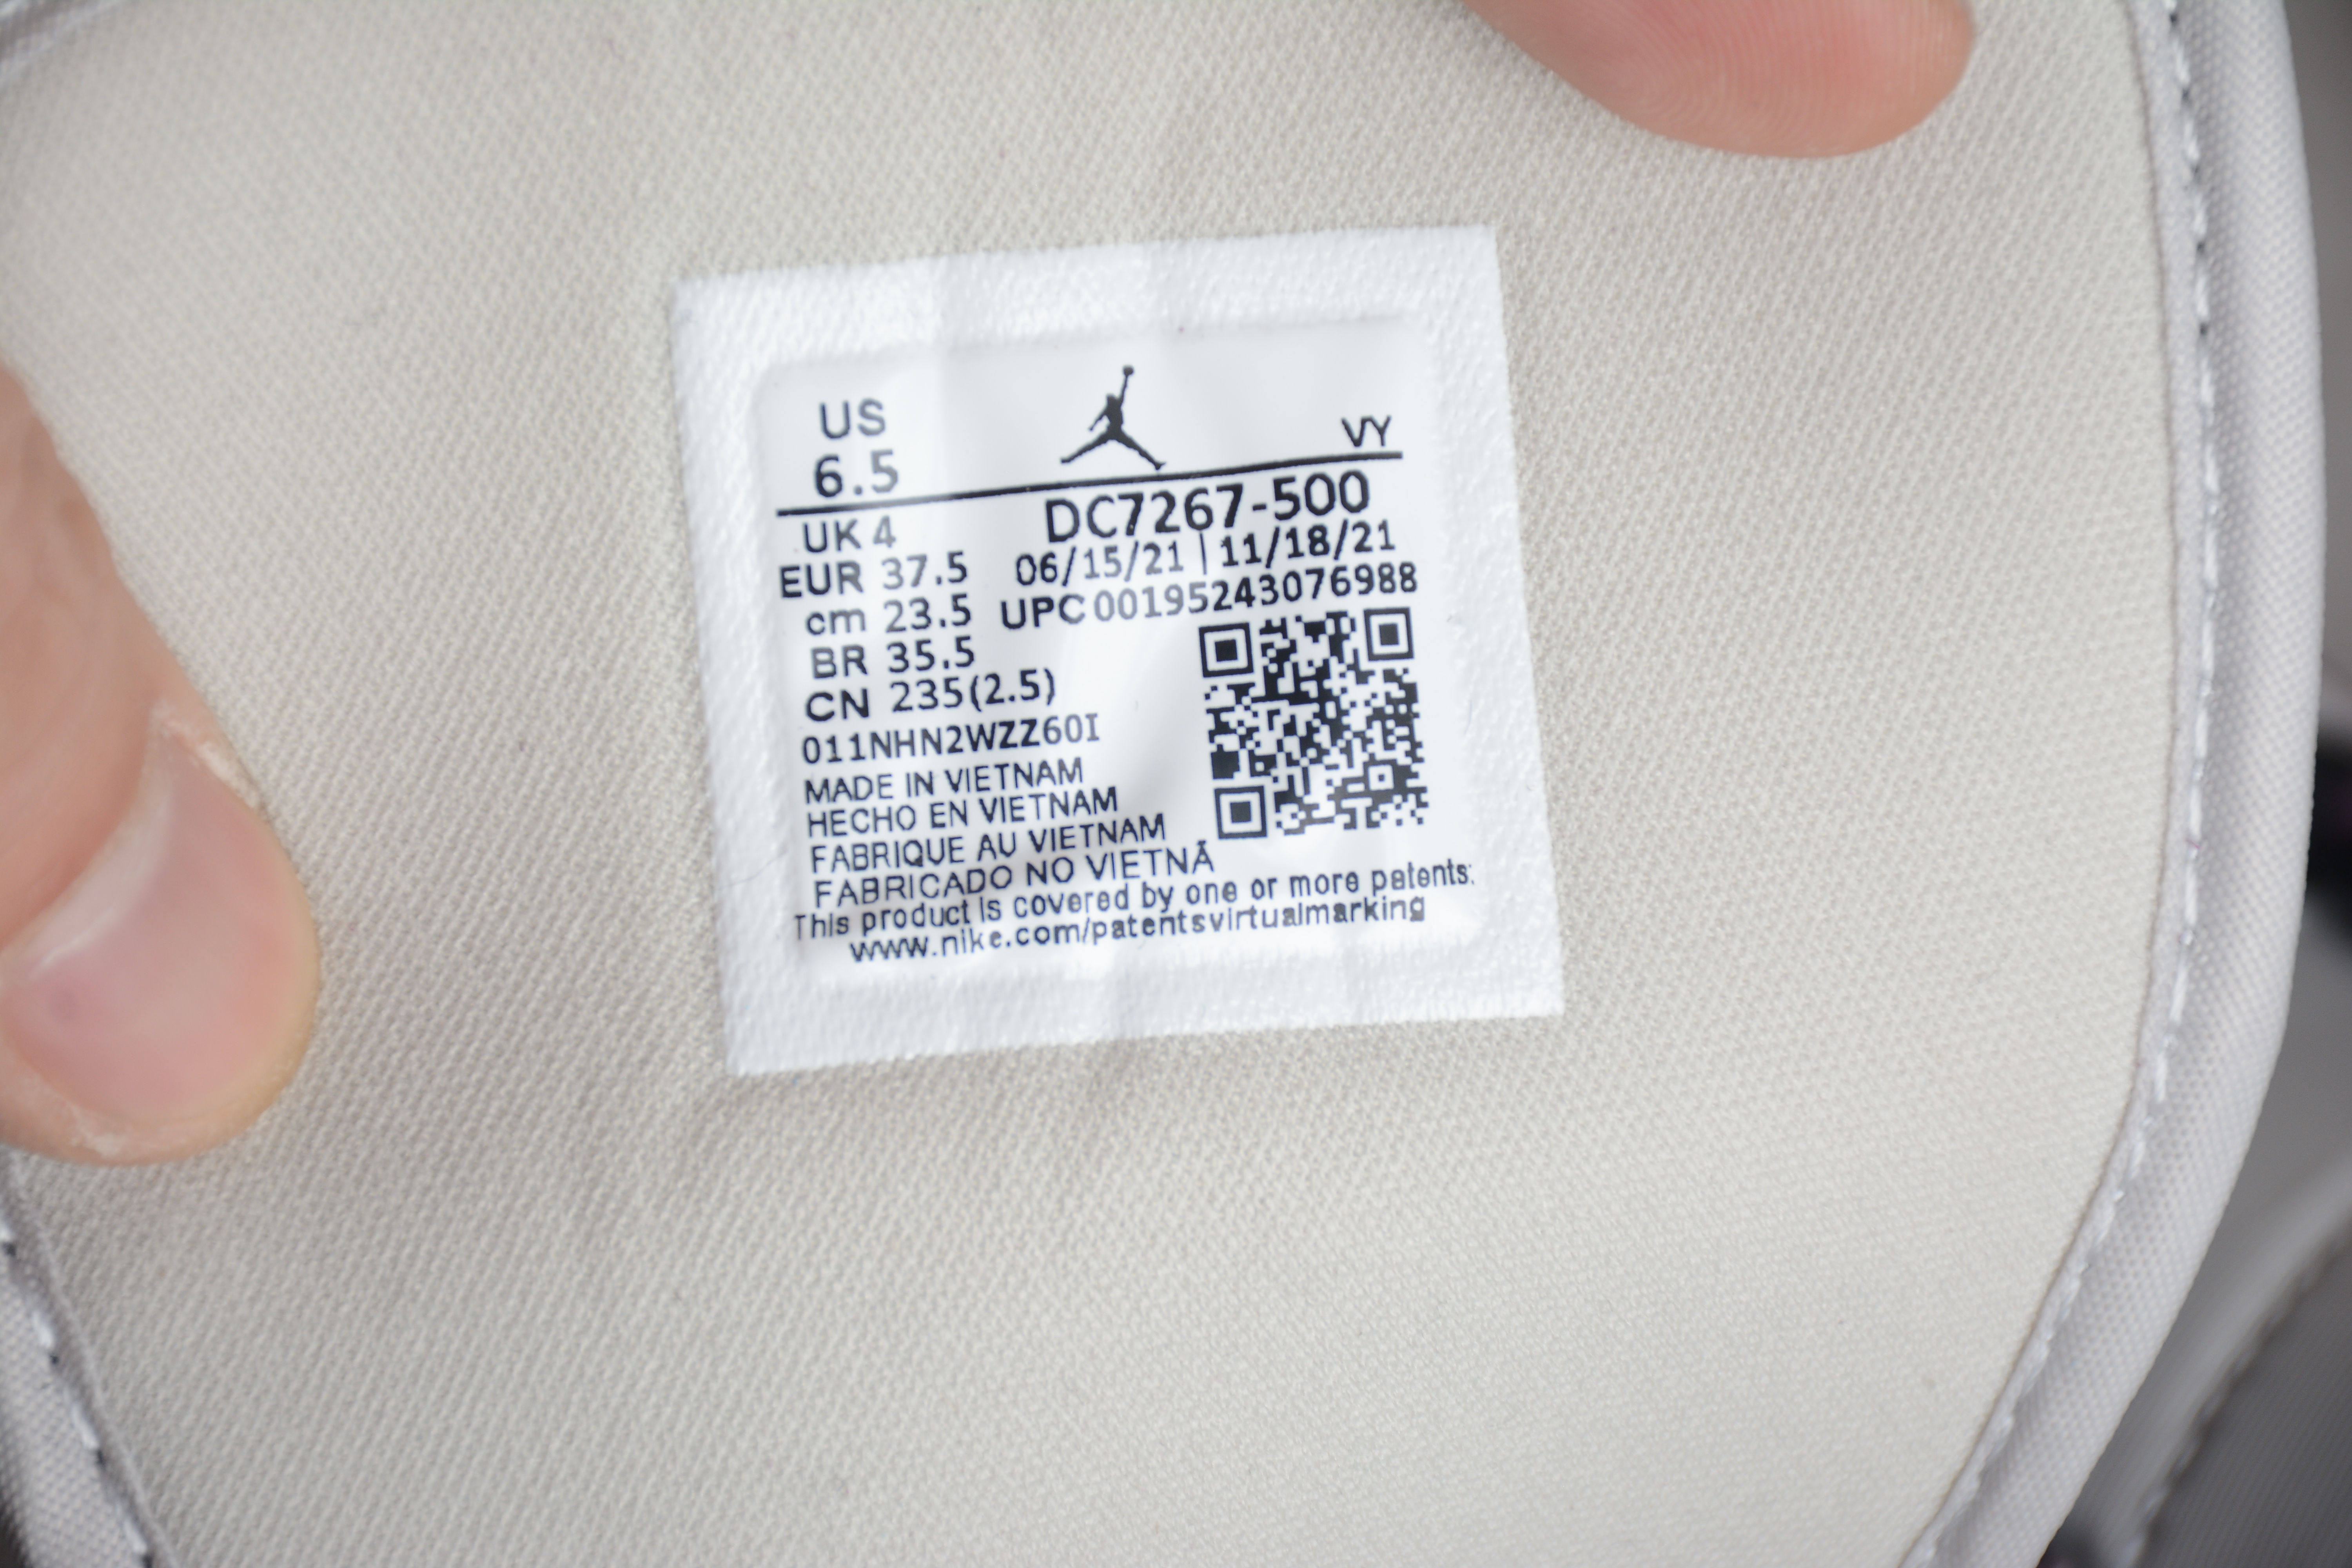 US
6.5
VY
UK 4
DC7267-500
EUR 37.5
06/15/21 | 11/18/21
cm 23.5
UPC 00195243076988
BR 35.5
CN 235(2.5)
011NHN2WZZ60I
MADE IN VIETNAM
HECHO EN VIETNAM
FABRIQUE AU VIETNAM
FABRICADO NO VIETNÃ
This product is covered by one or more patents:
www.nike.com/patentsvirtualmarking